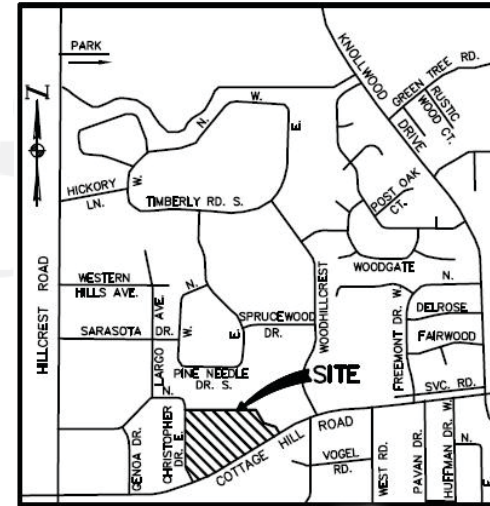 PARK
KNOLLWOOD
DRIVE
GREEN TREE RD.
RUSTIC
WOOD CT.
Z
W.
N.
E.
W.
HICKORY
LN.
TIMBERLY RD. S.
POST OAK
CT.
HILLCREST ROAD
WESTERN
HILLS AVE.
N.
WOODHILLCREST
WOODGATE
N.
SARASOTA
DR.
LARGO AVE.
W.
E.
SPRUCEWOOD
DR.
FREEMONT DR. W.
DELROSE
FAIRWOOD
PINE NEEDLE
DR. S.
SITE
SVC. RD.
N.
GENOA DR.
CHRISTOPHER
DR. E.
COTTAGE HILL ROAD
VOGEL
RD.
WEST RD.
PAVAN DR.
HUFFMAN DR. W.
N.
E.